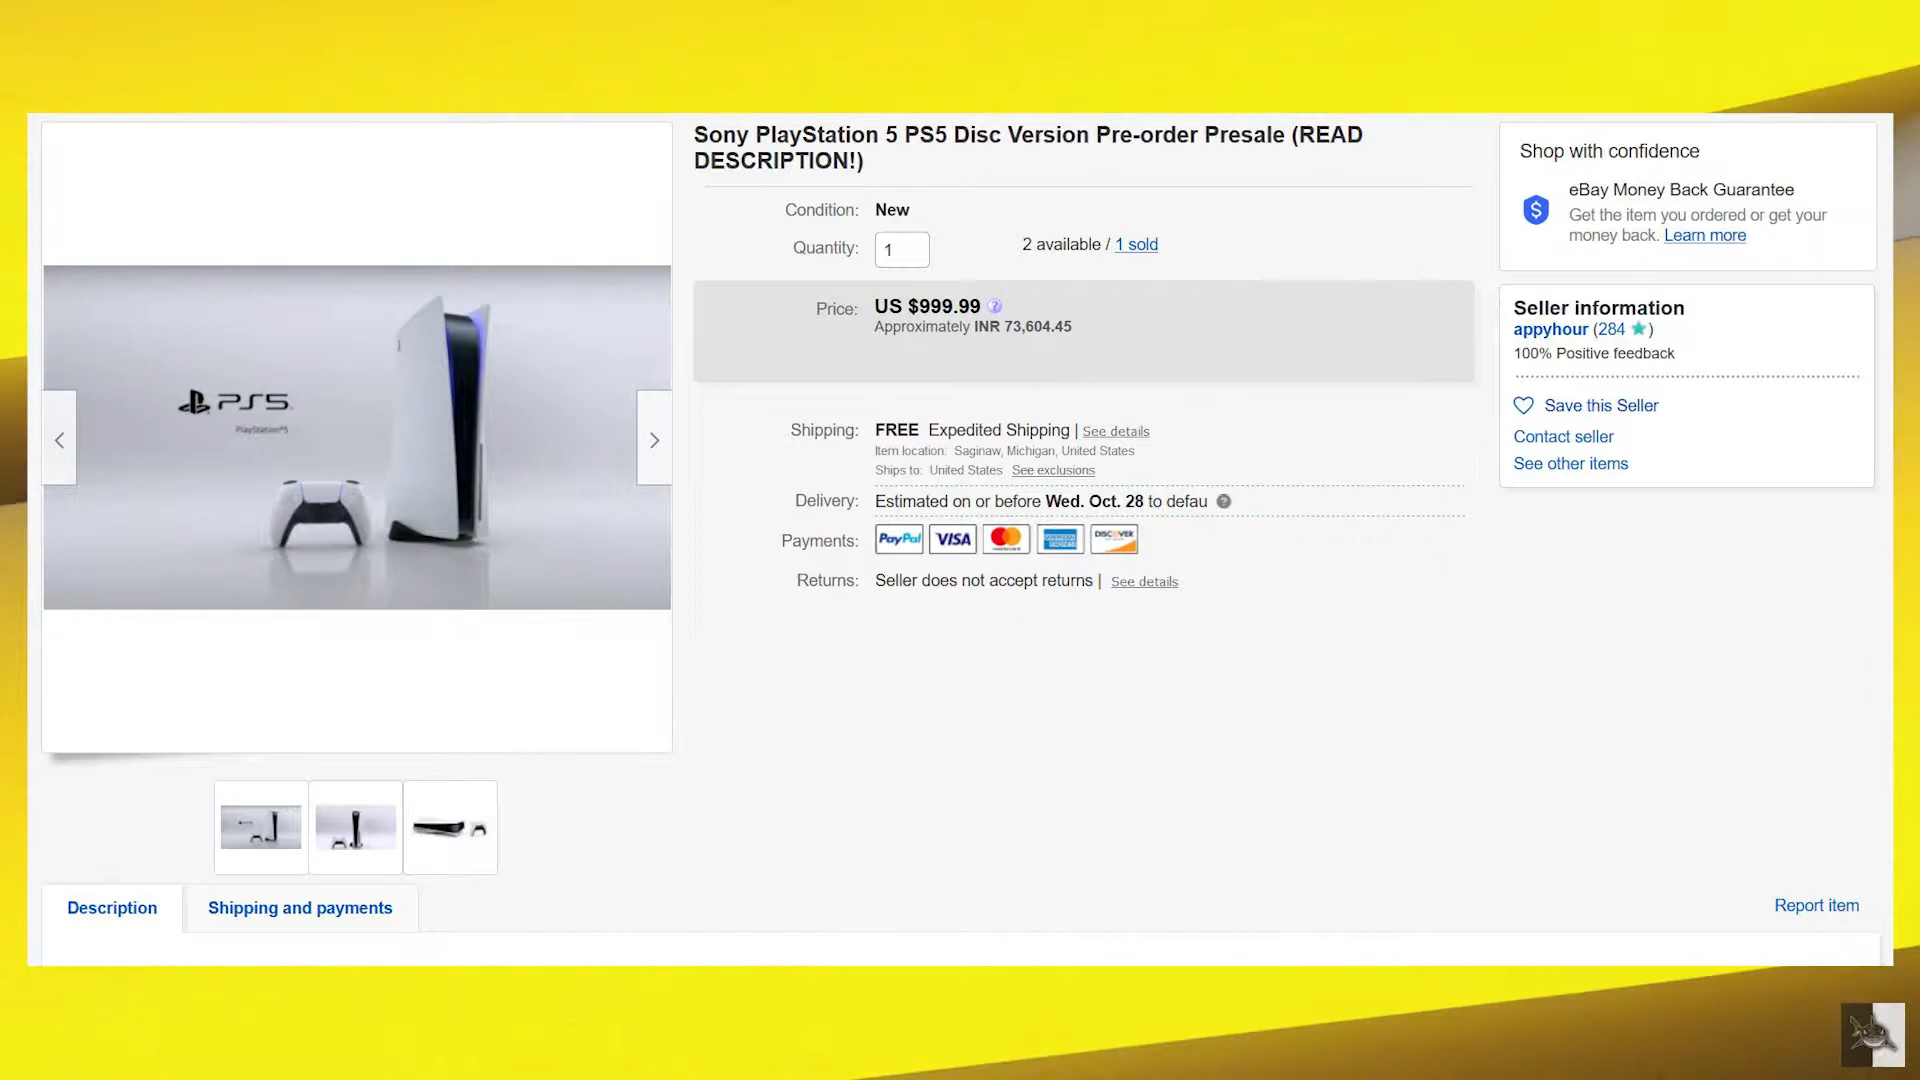 Sony PlayStation 5 PS5 Disc Version Pre-order Presale (READ
DESCRIPTION!)
Condition: New
Quantity: 1 2 available / 1 sold
Price: US $999.99
Approximately INR 73,604.45
Shipping: FREE Expedited Shipping | See details
Item location: Saginaw, Michigan, United States
Ships to: United States See exclusions
Delivery: Estimated on or before Wed. Oct. 28 to defau
Payments: PayPal VISA DISCOVER
Returns: Seller does not accept returns | See details
Shop with confidence
eBay Money Back Guarantee
Get the item you ordered or get your
money back. Learn more
Seller information
appyhour (284 )
100% Positive feedback
Save this Seller
Contact seller
See other items
PS5
PlayStation®5
Description
Shipping and payments
Report item